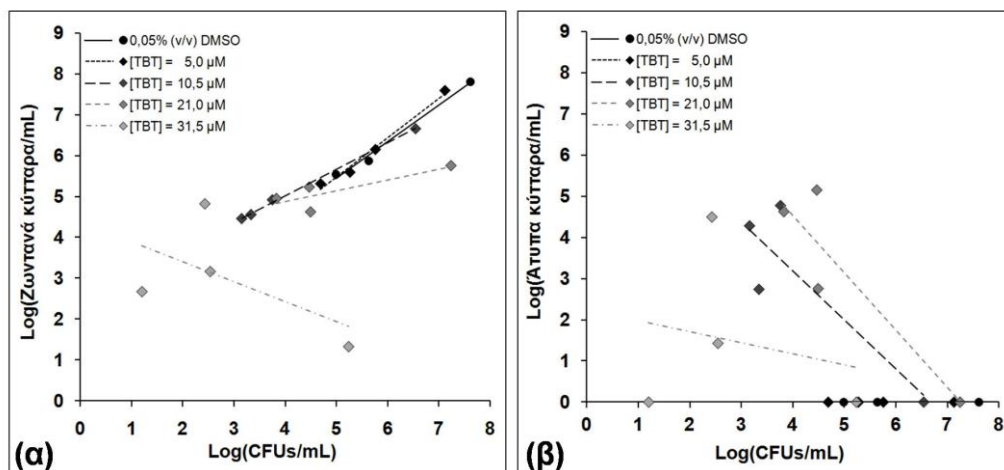 9
8
7
6
5
4
3
2
1
0
Log(Ζωντανά κύτταρα/mL)
0,05% (v/v) DMSO
[TBT] = 5,0 μM
[TBT] = 10,5 μM
[TBT] = 21,0 μM
[TBT] = 31,5 μM
0 1 2 3 4 5 6 7 8
Log(CFUs/mL)
(α)
9
8
7
6
5
4
3
2
1
0
Log(Άτυπα κύτταρα/mL)
0,05% (v/v) DMSO
[TBT] = 5,0 μM
[TBT] = 10,5 μM
[TBT] = 21,0 μM
[TBT] = 31,5 μM
0 1 2 3 4 5 6 7 8
Log(CFUs/mL)
(β)